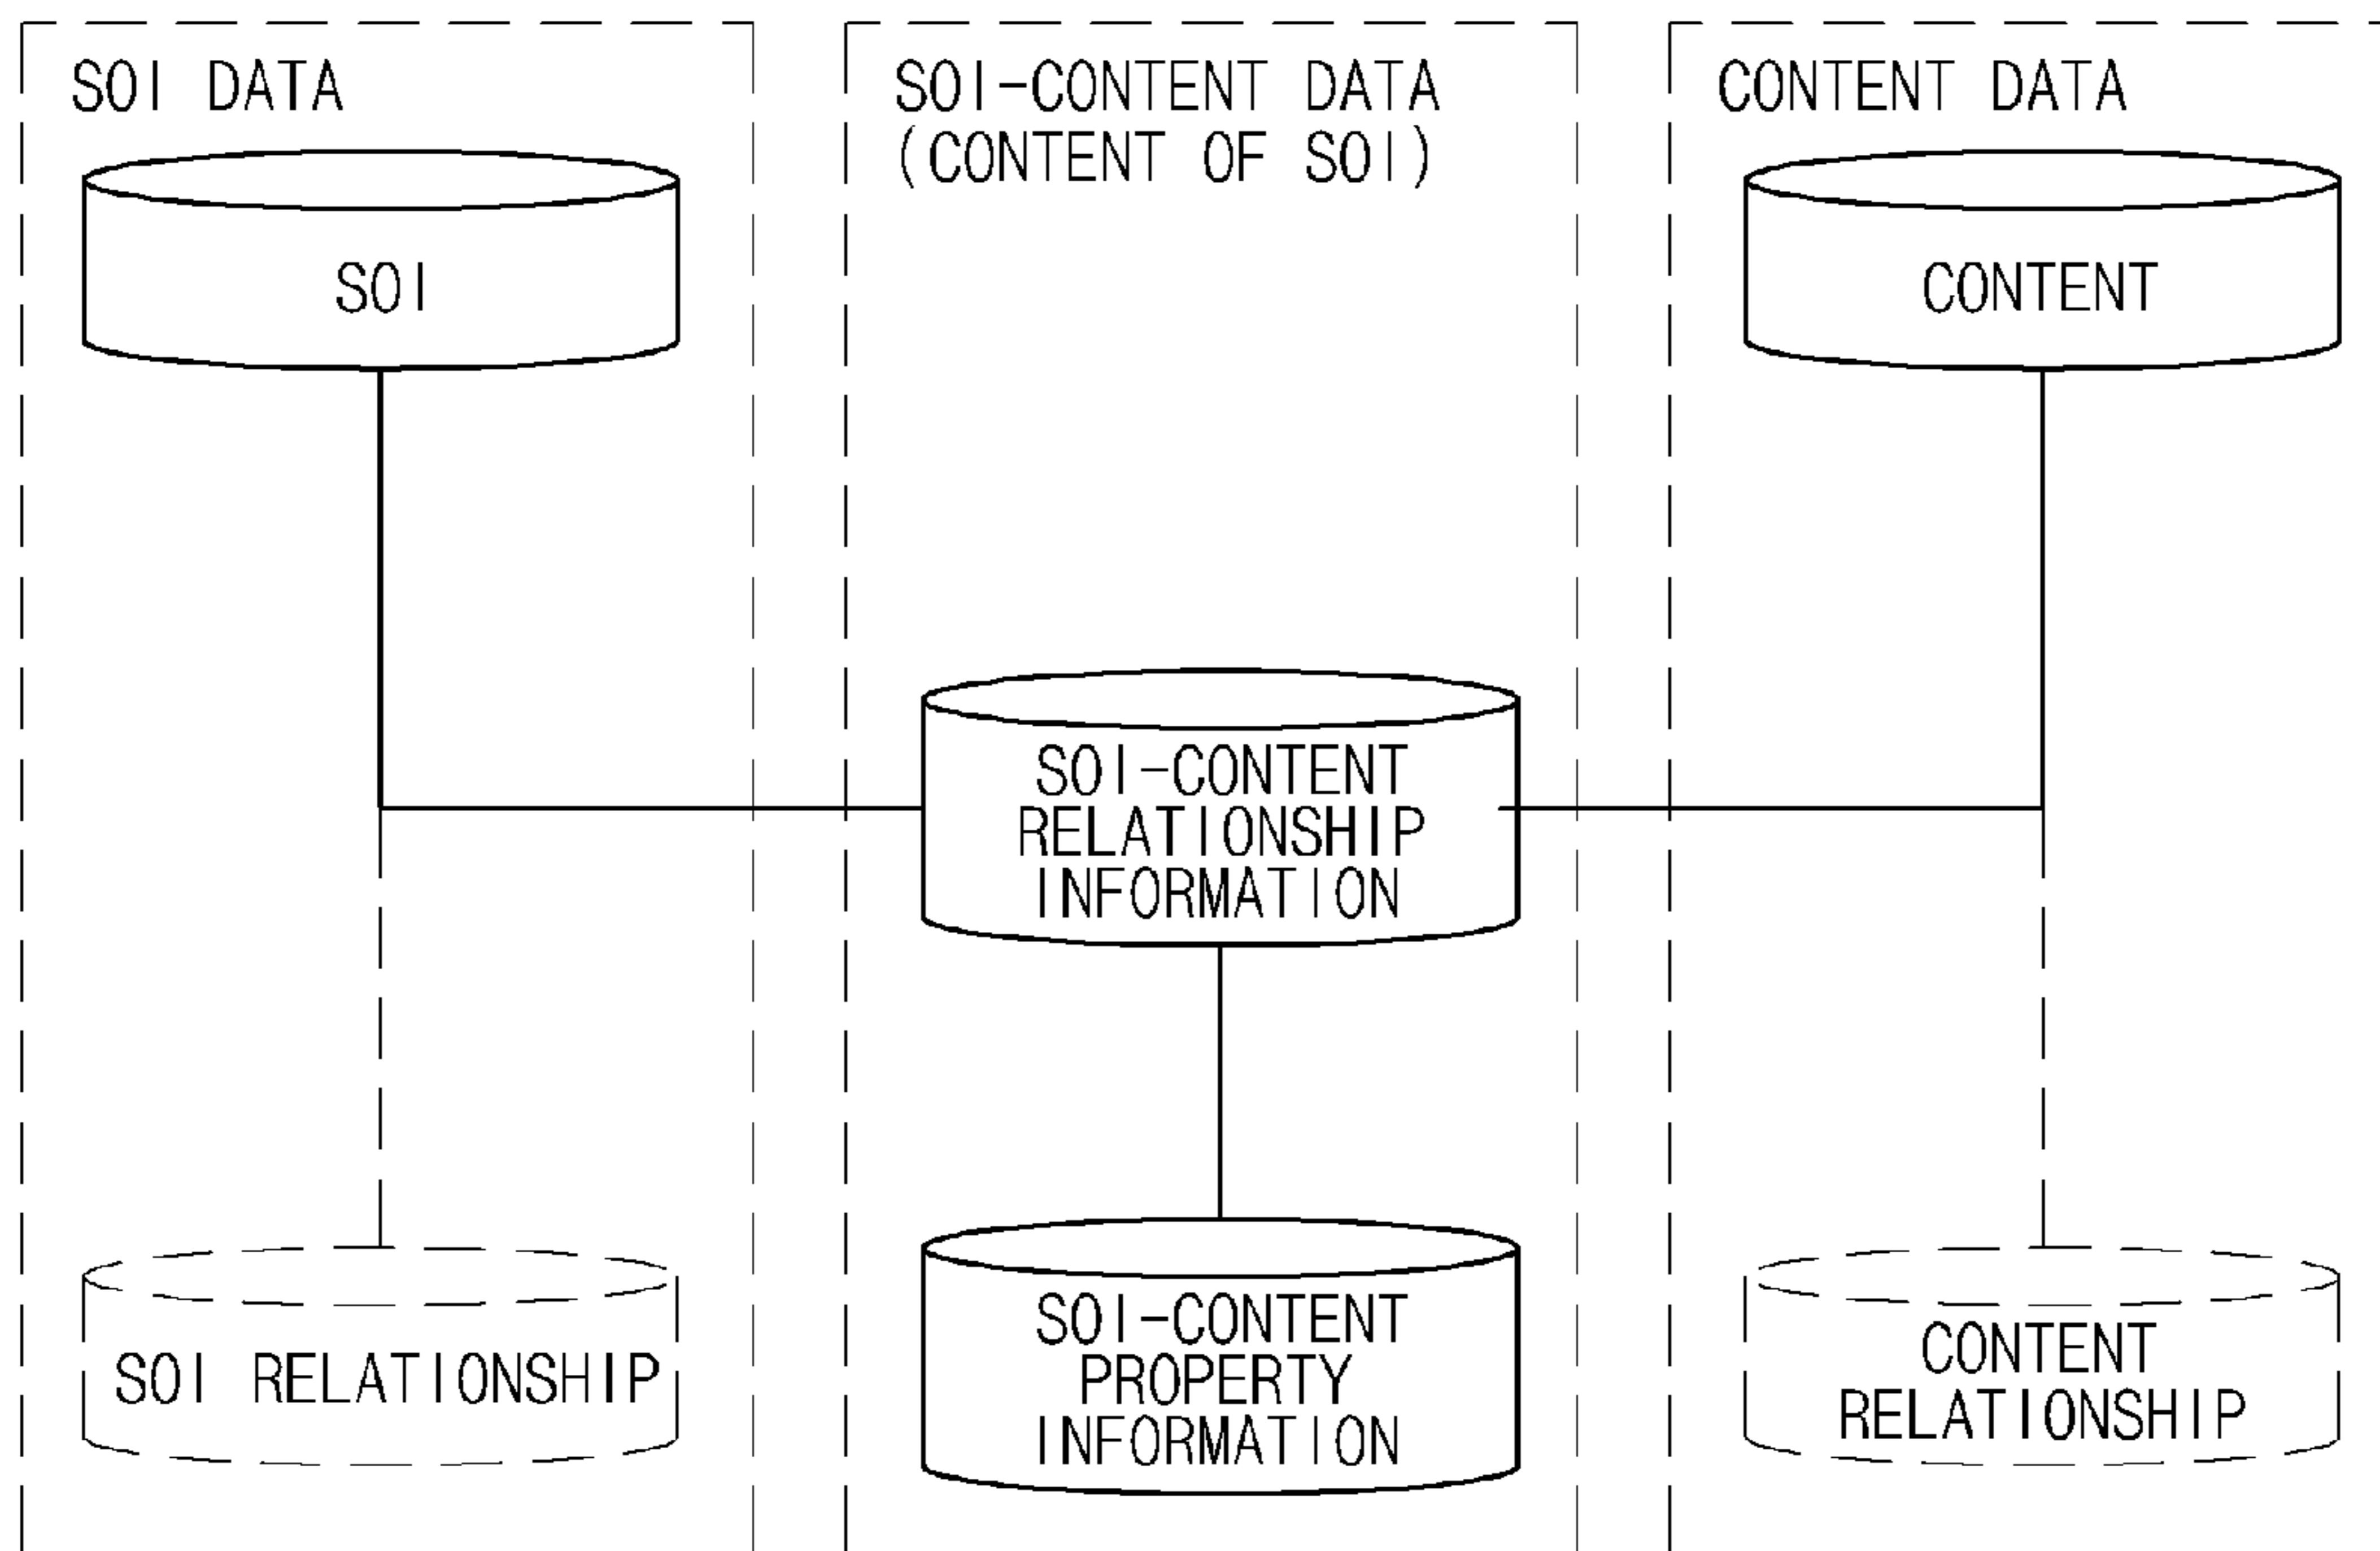 SOI DATA
SOI
SOI-CONTENT DATA
(CONTENT OF SOI)
SOI-CONTENT
RELATIONSHIP
INFORMATION
SOI-CONTENT
PROPERTY
INFORMATION
CONTENT DATA
CONTENT
SOI RELATIONSHIP
CONTENT
RELATIONSHIP